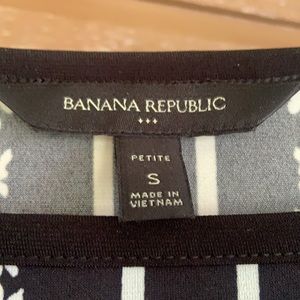 BANANA REPUBLIC
PETITE
S
MADE IN
VIETNAM